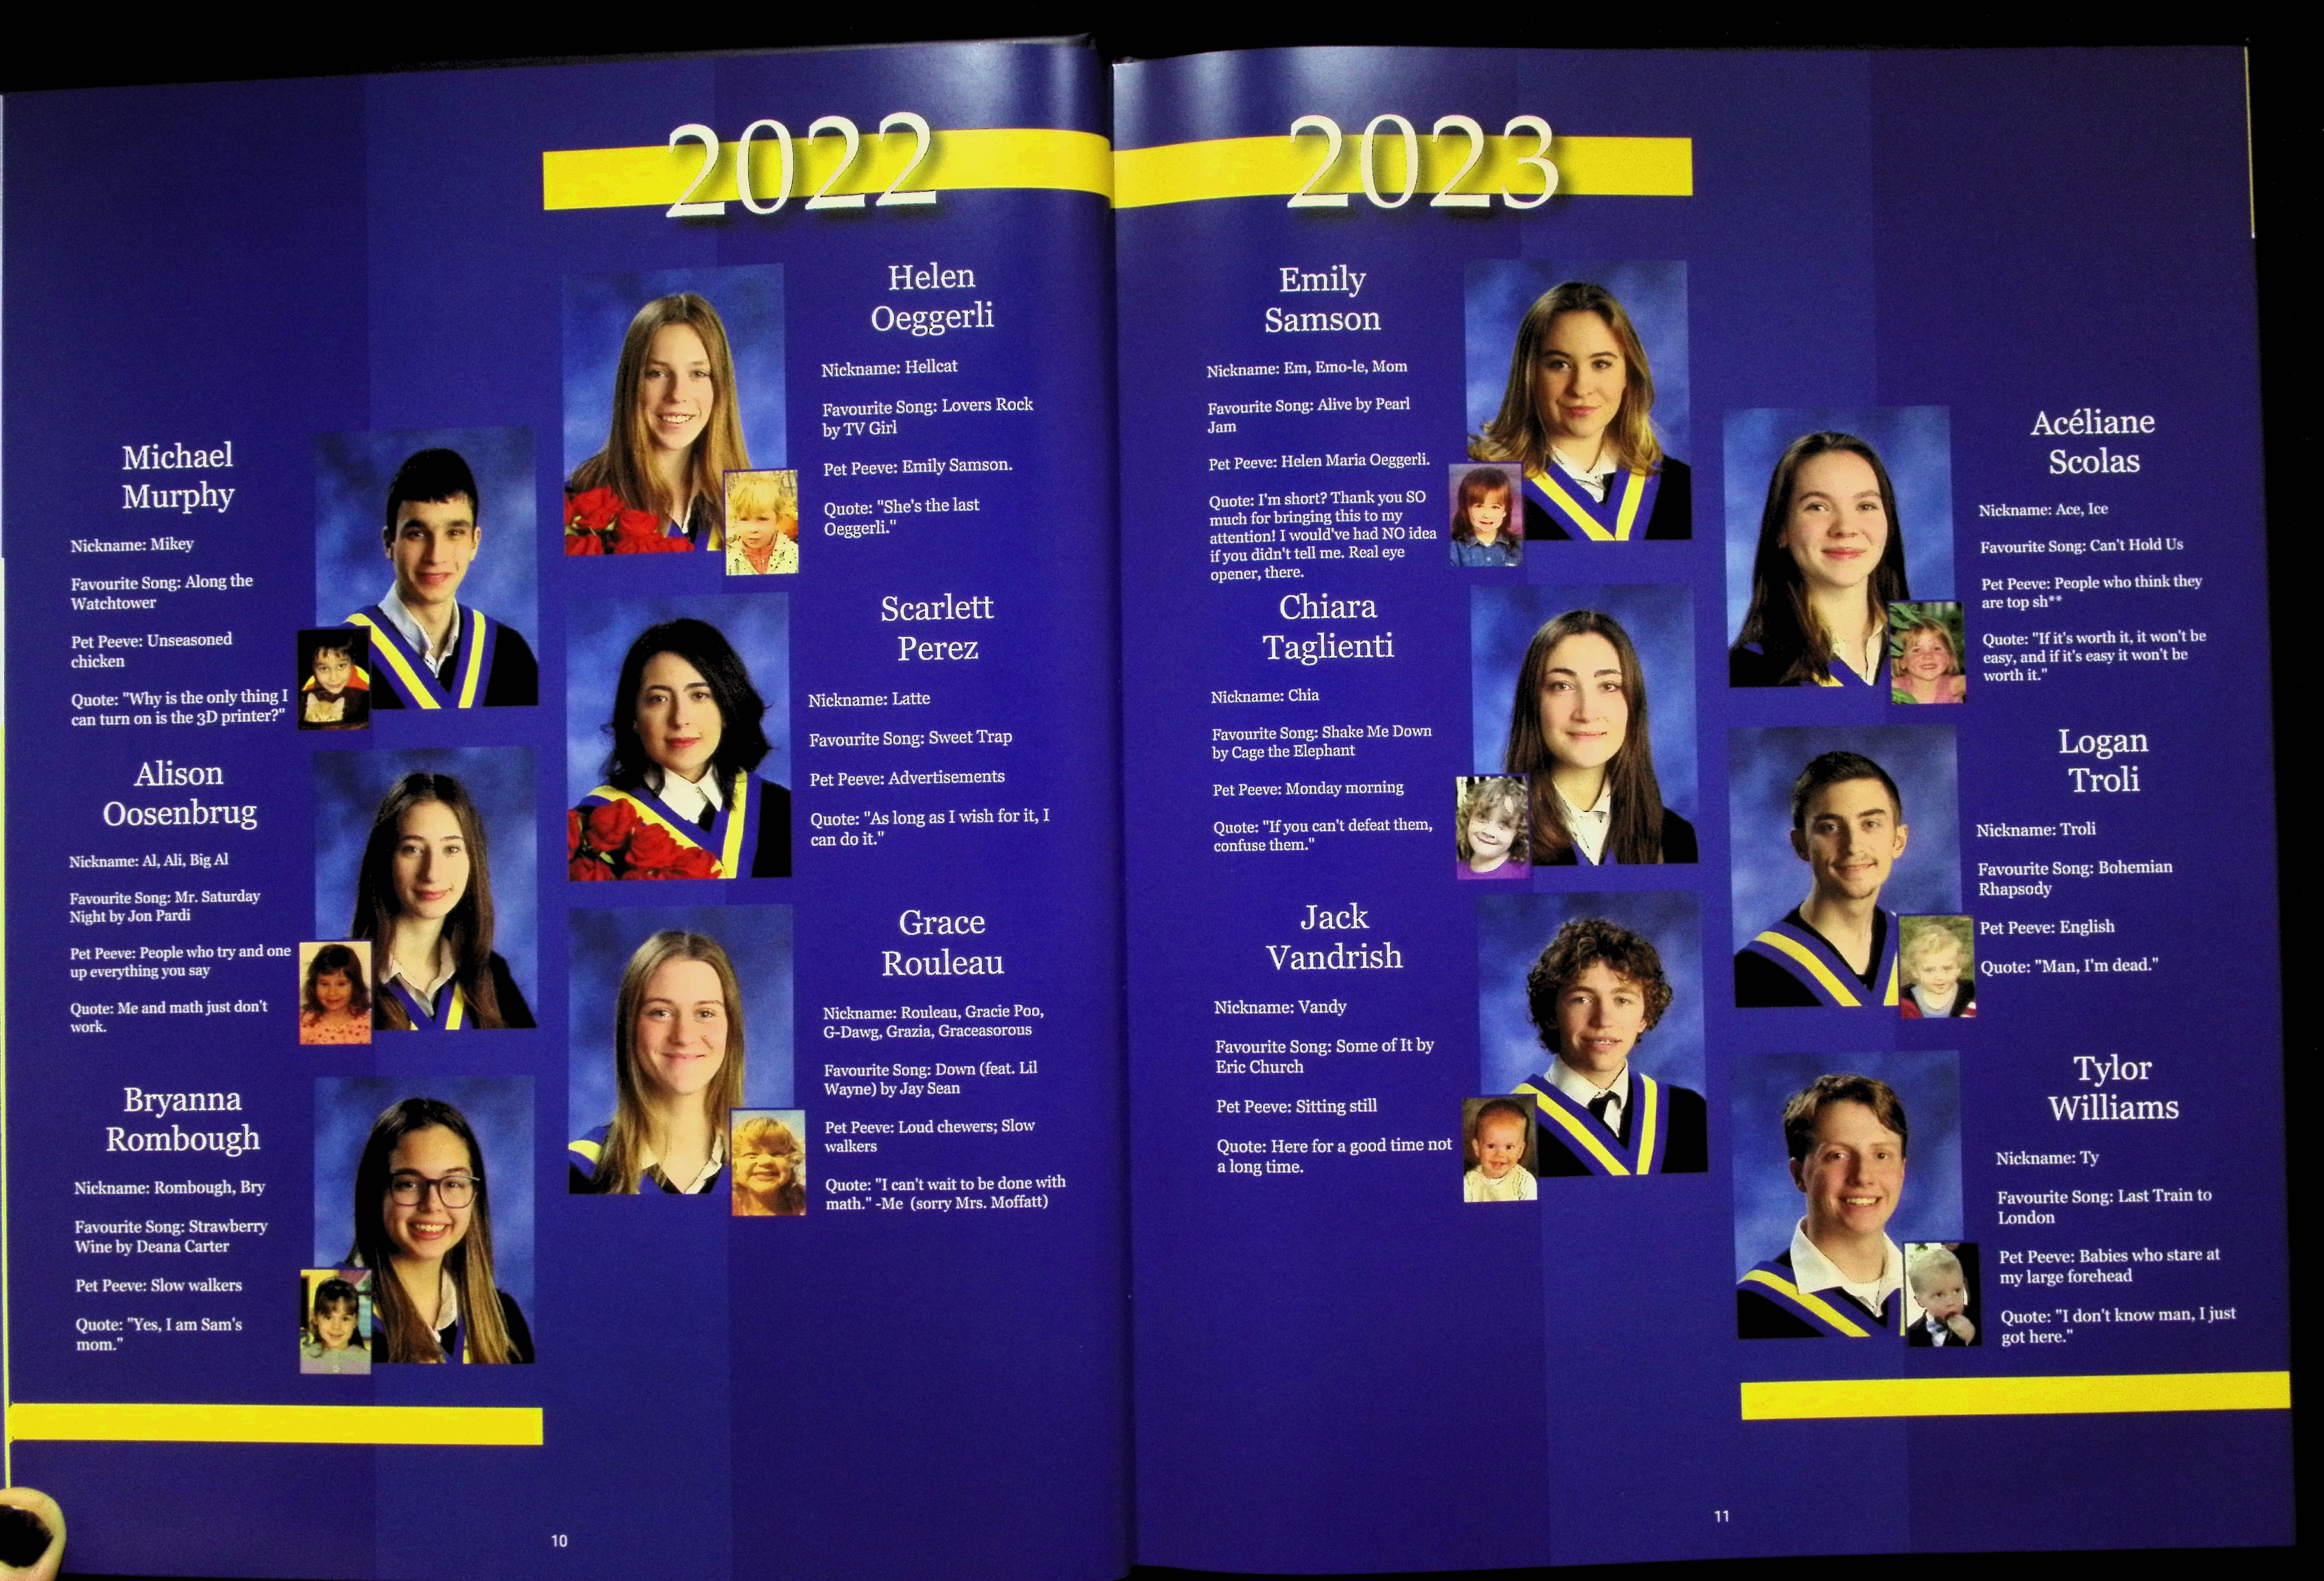 2022
Michael
Murphy
Nickname: Mikey
Favourite Song: Along the
Watchtower
Pet Peeve: Unseasoned
chicken
Quote: "Why is the only thing I
can turn on is the 3D printer?"
Alison
Oosenbrug
Nickname: Al, Ali, Big Al
Favourite Song: Mr. Saturday
Night by Jon Pardi
Pet Peeve: People who try and one
up everything you say
Quote: Me and math just don't
work.
Bryanna
Rombough
Nickname: Rombough, Bry
Favourite Song: Strawberry
Wine by Deana Carter
Pet Peeve: Slow walkers
Quote: "Yes, I am Sam's
mom."
Helen
Oeggerli
Nickname: Hellcat
Favourite Song: Lovers Rock
by TV Girl
Pet Peeve: Emily Samson.
Quote: "She's the last
Oeggerli."
Scarlett
Perez
Nickname: Latte
Favourite Song: Sweet Trap
Pet Peeve: Advertisements
Quote: "As long as I wish for it, I
can do it."
Grace
Rouleau
Nickname: Rouleau, Gracie Poo,
G-Dawg, Grazia, Graceasorous
Favourite Song: Down (feat. Lil
Wayne) by Jay Sean
Pet Peeve: Loud chewers; Slow
walkers
Quote: "I can't wait to be done with
math." -Me (sorry Mrs. Moffatt)
10
2023
Emily
Samson
Nickname: Em, Emo-le, Mom
Favourite Song: Alive by Pearl
Jam
Pet Peeve: Helen Maria Oeggerli.
Quote: I'm short? Thank you SO
much for bringing this to my
attention! I would've had NO idea
if you didn't tell me. Real eye
opener, there.
Chiara
Taglienti
Nickname: Chia
Favourite Song: Shake Me Down
by Cage the Elephant
Pet Peeve: Monday morning
Quote: "If you can't defeat them,
confuse them."
Jack
Vandrish
Nickname: Vandy
Favourite Song: Some of It by
Eric Church
Pet Peeve: Sitting still
Quote: Here for a good time not
a long time.
Acéliane
Scolas
Nickname: Ace, Ice
Favourite Song: Can't Hold Us
Pet Peeve: People who think they
are top sh**
Quote: "If it's worth it, it won't be
easy, and if it's easy it won't be
worth it."
Logan
Troli
Nickname: Troli
Favourite Song: Bohemian
Rhapsody
Pet Peeve: English
Quote: "Man, I'm dead."
Tylor
Williams
Nickname: Ty
Favourite Song: Last Train to
London
Pet Peeve: Babies who stare at
my large forehead
Quote: "I don't know man, I just
got here."
11